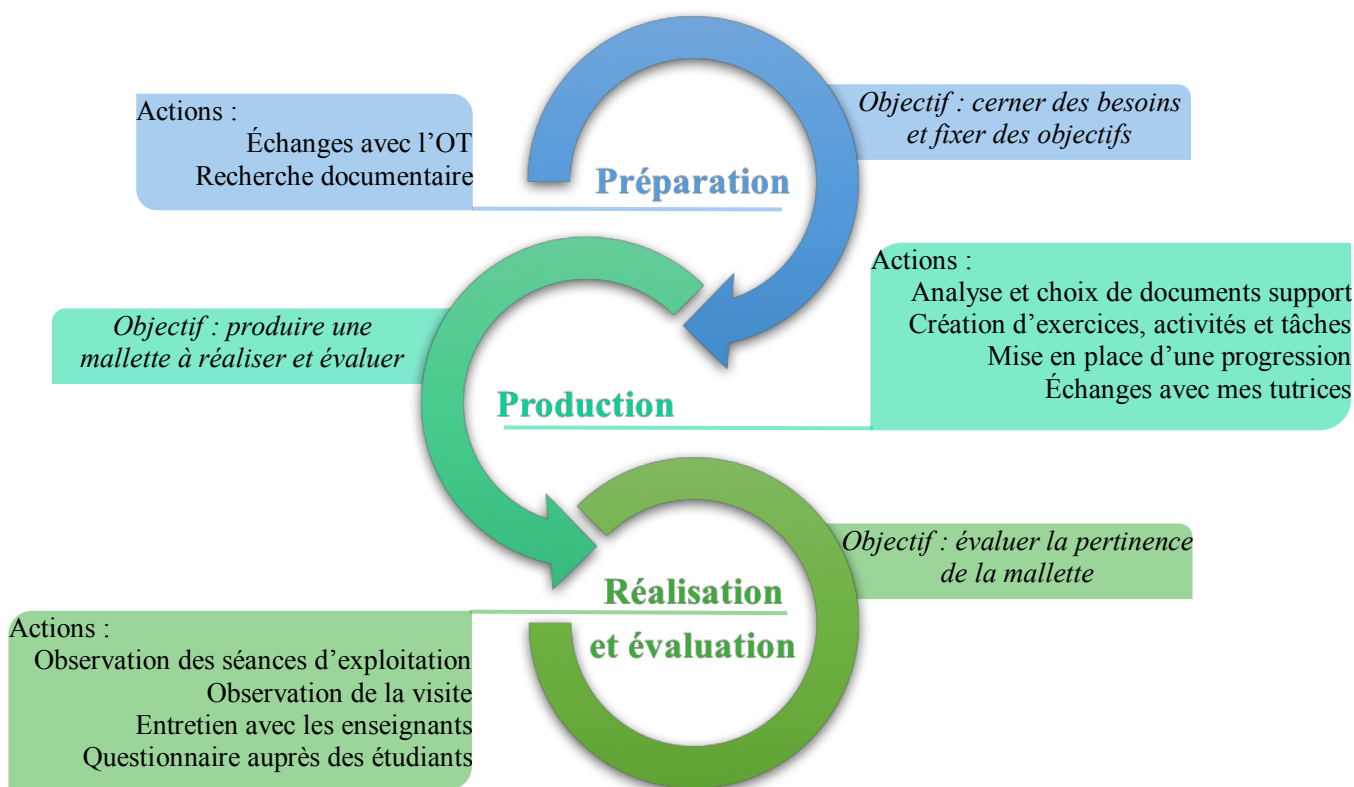 Actions :
Échanges avec l’OT
Recherche documentaire
Préparation
Objectif : cerner des besoins
et fixer des objectifs
Objectif : produire une
mallette à réaliser et évaluer
Production
Actions :
Analyse et choix de documents support
Création d’exercices, activités et tâches
Mise en place d’une progression
Échanges avec mes tutrices
Actions :
Observation des séances d’exploitation
Observation de la visite
Entretien avec les enseignants
Questionnaire auprès des étudiants
Réalisation
et évaluation
Objectif : évaluer la pertinence
de la mallette